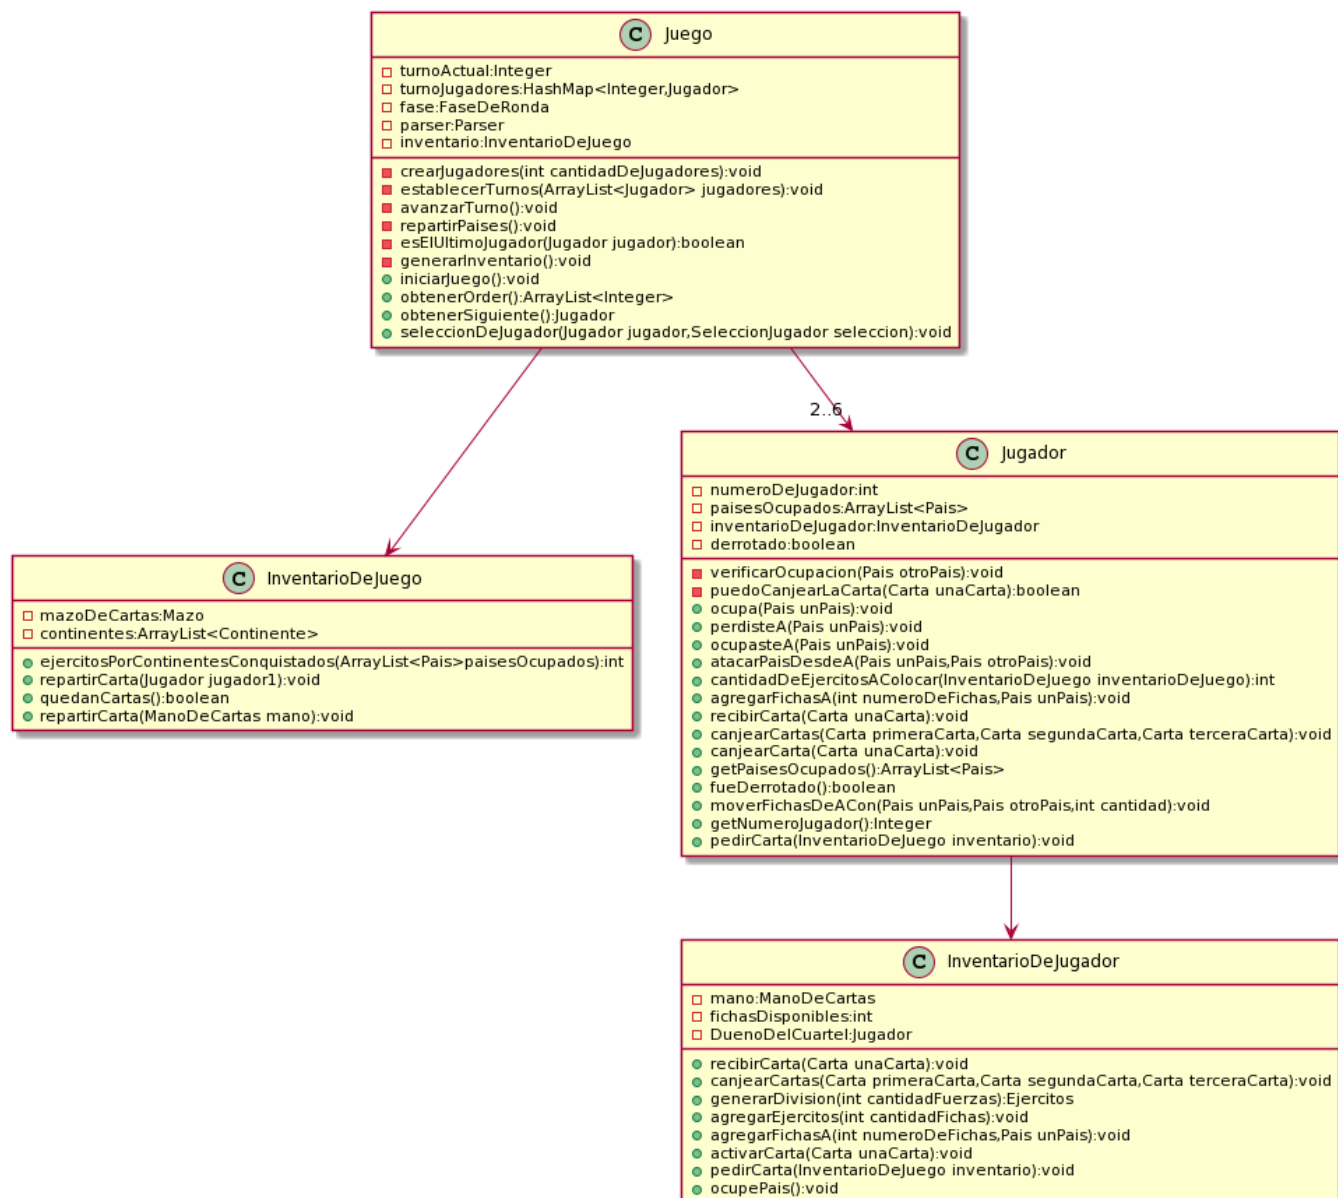 C Juego
turnoActual:Integer
turnoJugadores:HashMap<Integer,Jugador>
fase:FaseDeRonda
parser:Parser
inventario:InventarioDeJuego
crearJugadores(int cantidadDeJugadores):void
establecerTurnos(ArrayList<Jugador> jugadores):void
avanzarTurno():void
repartirPaises():void
esElUltimoJugador(Jugador jugador):boolean
generarInventario():void
iniciarJuego():void
obtenerOrder():ArrayList<Integer>
obtenerSiguiente():Jugador
seleccionDeJugador(Jugador jugador,SeleccionJugador seleccion):void
2..6
C Jugador
numeroDeJugador:int
paisesOcupados:ArrayList<Pais>
inventarioDeJugador:InventarioDeJugador
derrotado:boolean
verificarOcupacion(Pais otroPais):void
puedoCanjearLaCarta(Carta unaCarta):boolean
ocupa(Pais unPais):void
perdisteA(Pais unPais):void
ocupasteA(Pais unPais):void
atacarPaisDesdeA(Pais unPais,Pais otroPais):void
cantidadDeEjercitosAColocar(InventarioDeJuego inventarioDeJuego):int
agregarFichasA(int numeroDeFichas,Pais unPais):void
recibirCarta(Carta unaCarta):void
canjearCartas(Carta primeraCarta,Carta segundaCarta,Carta terceraCarta):void
canjearCarta(Carta unaCarta):void
getPaisesOcupados():ArrayList<Pais>
fueDerrotado():boolean
moverFichasDeACon(Pais unPais,Pais otroPais,int cantidad):void
getNumeroJugador():Integer
pedirCarta(InventarioDeJuego inventario):void
C InventarioDeJuego
mazoDeCartas:Mazo
continentes:ArrayList<Continente>
ejercitosPorContinentesConquistados(ArrayList<Pais>paisesOcupados):int
repartirCarta(Jugador jugador1):void
quedanCartas():boolean
repartirCarta(ManoDeCartas mano):void
C InventarioDeJugador
mano:ManoDeCartas
fichasDisponibles:int
DuenoDelCuartel:Jugador
recibirCarta(Carta unaCarta):void
canjearCartas(Carta primeraCarta,Carta segundaCarta,Carta terceraCarta):void
generarDivision(int cantidadFuerzas):Ejercitos
agregarEjercitos(int cantidadFichas):void
agregarFichasA(int numeroDeFichas,Pais unPais):void
activarCarta(Carta unaCarta):void
pedirCarta(InventarioDeJuego inventario):void
ocupePais():void